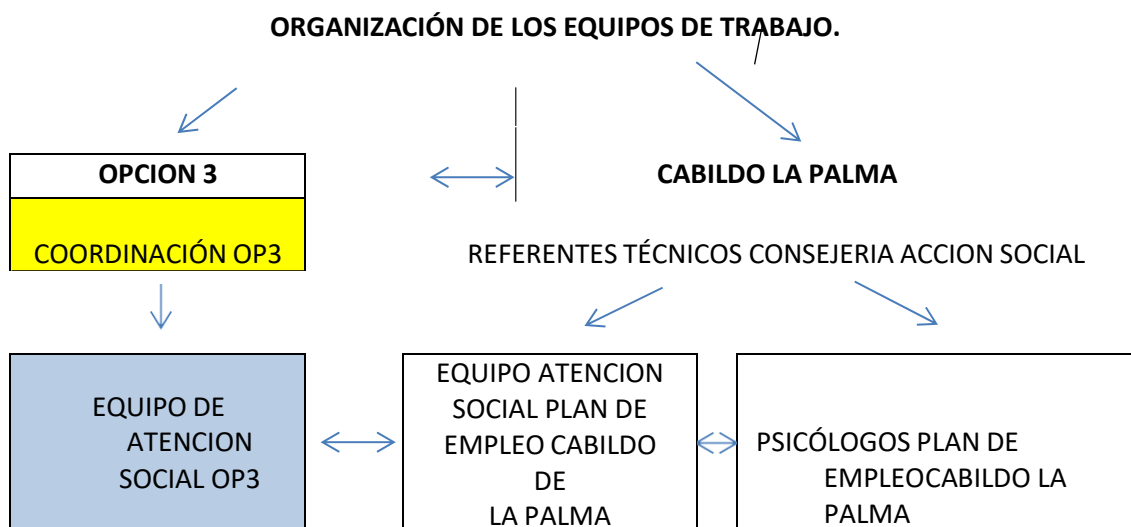 ORGANIZACIÓN DE LOS EQUIPOS DE TRABAJO.
OPCION 3
CABILDO LA PALMA
COORDINACIÓN OP3
REFERENTES TÉCNICOS CONSEJERIA ACCION SOCIAL
EQUIPO DE
ATENCION
SOCIAL OP3
EQUIPO ATENCION
SOCIAL PLAN DE
EMPLEO CABILDO
DE
LA PALMA
PSICÓLOGOS PLAN DE
EMPLEOCABILDO LA
PALMA